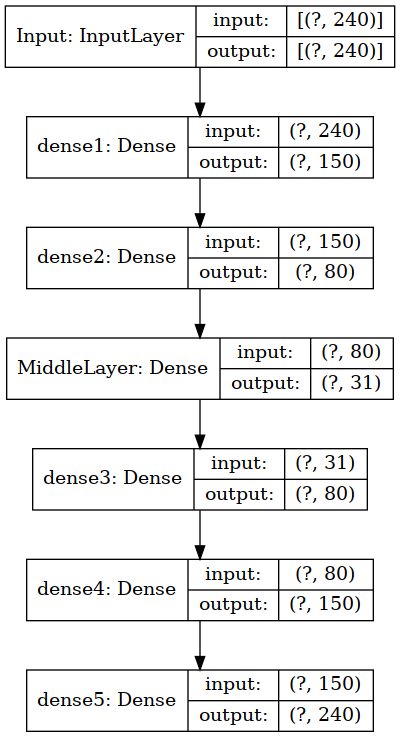 Input: InputLayer
input: [(?, 240)]
output: [(?, 240)]
dense1: Dense
input: (?, 240)
output: (?, 150)
dense2: Dense
input: (?, 150)
output: (?, 80)
MiddleLayer: Dense
input: (?, 80)
output: (?, 31)
dense3: Dense
input: (?, 31)
output: (?, 80)
dense4: Dense
input: (?, 80)
output: (?, 150)
dense5: Dense
input: (?, 150)
output: (?, 240)